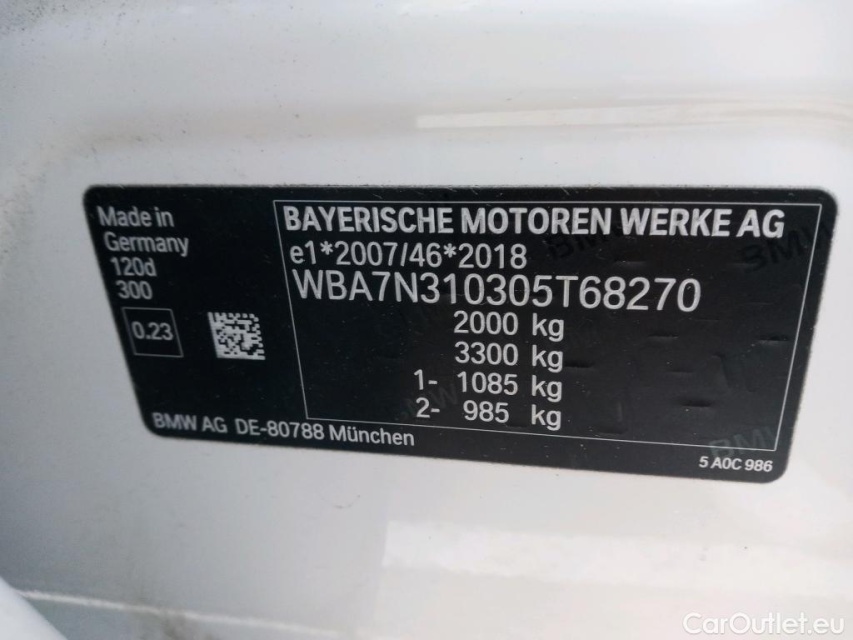 Made in
Germany
120d
300
0.23
BAYERISCHE MOTOREN WERKE AG
e1*2007/46*2018
WBA7N310305T68270
2000 kg
3300 kg
1- 1085 kg
2- 985 kg
BMW AG DE-80788 München
5 A0C 986
CarOutlet.eu